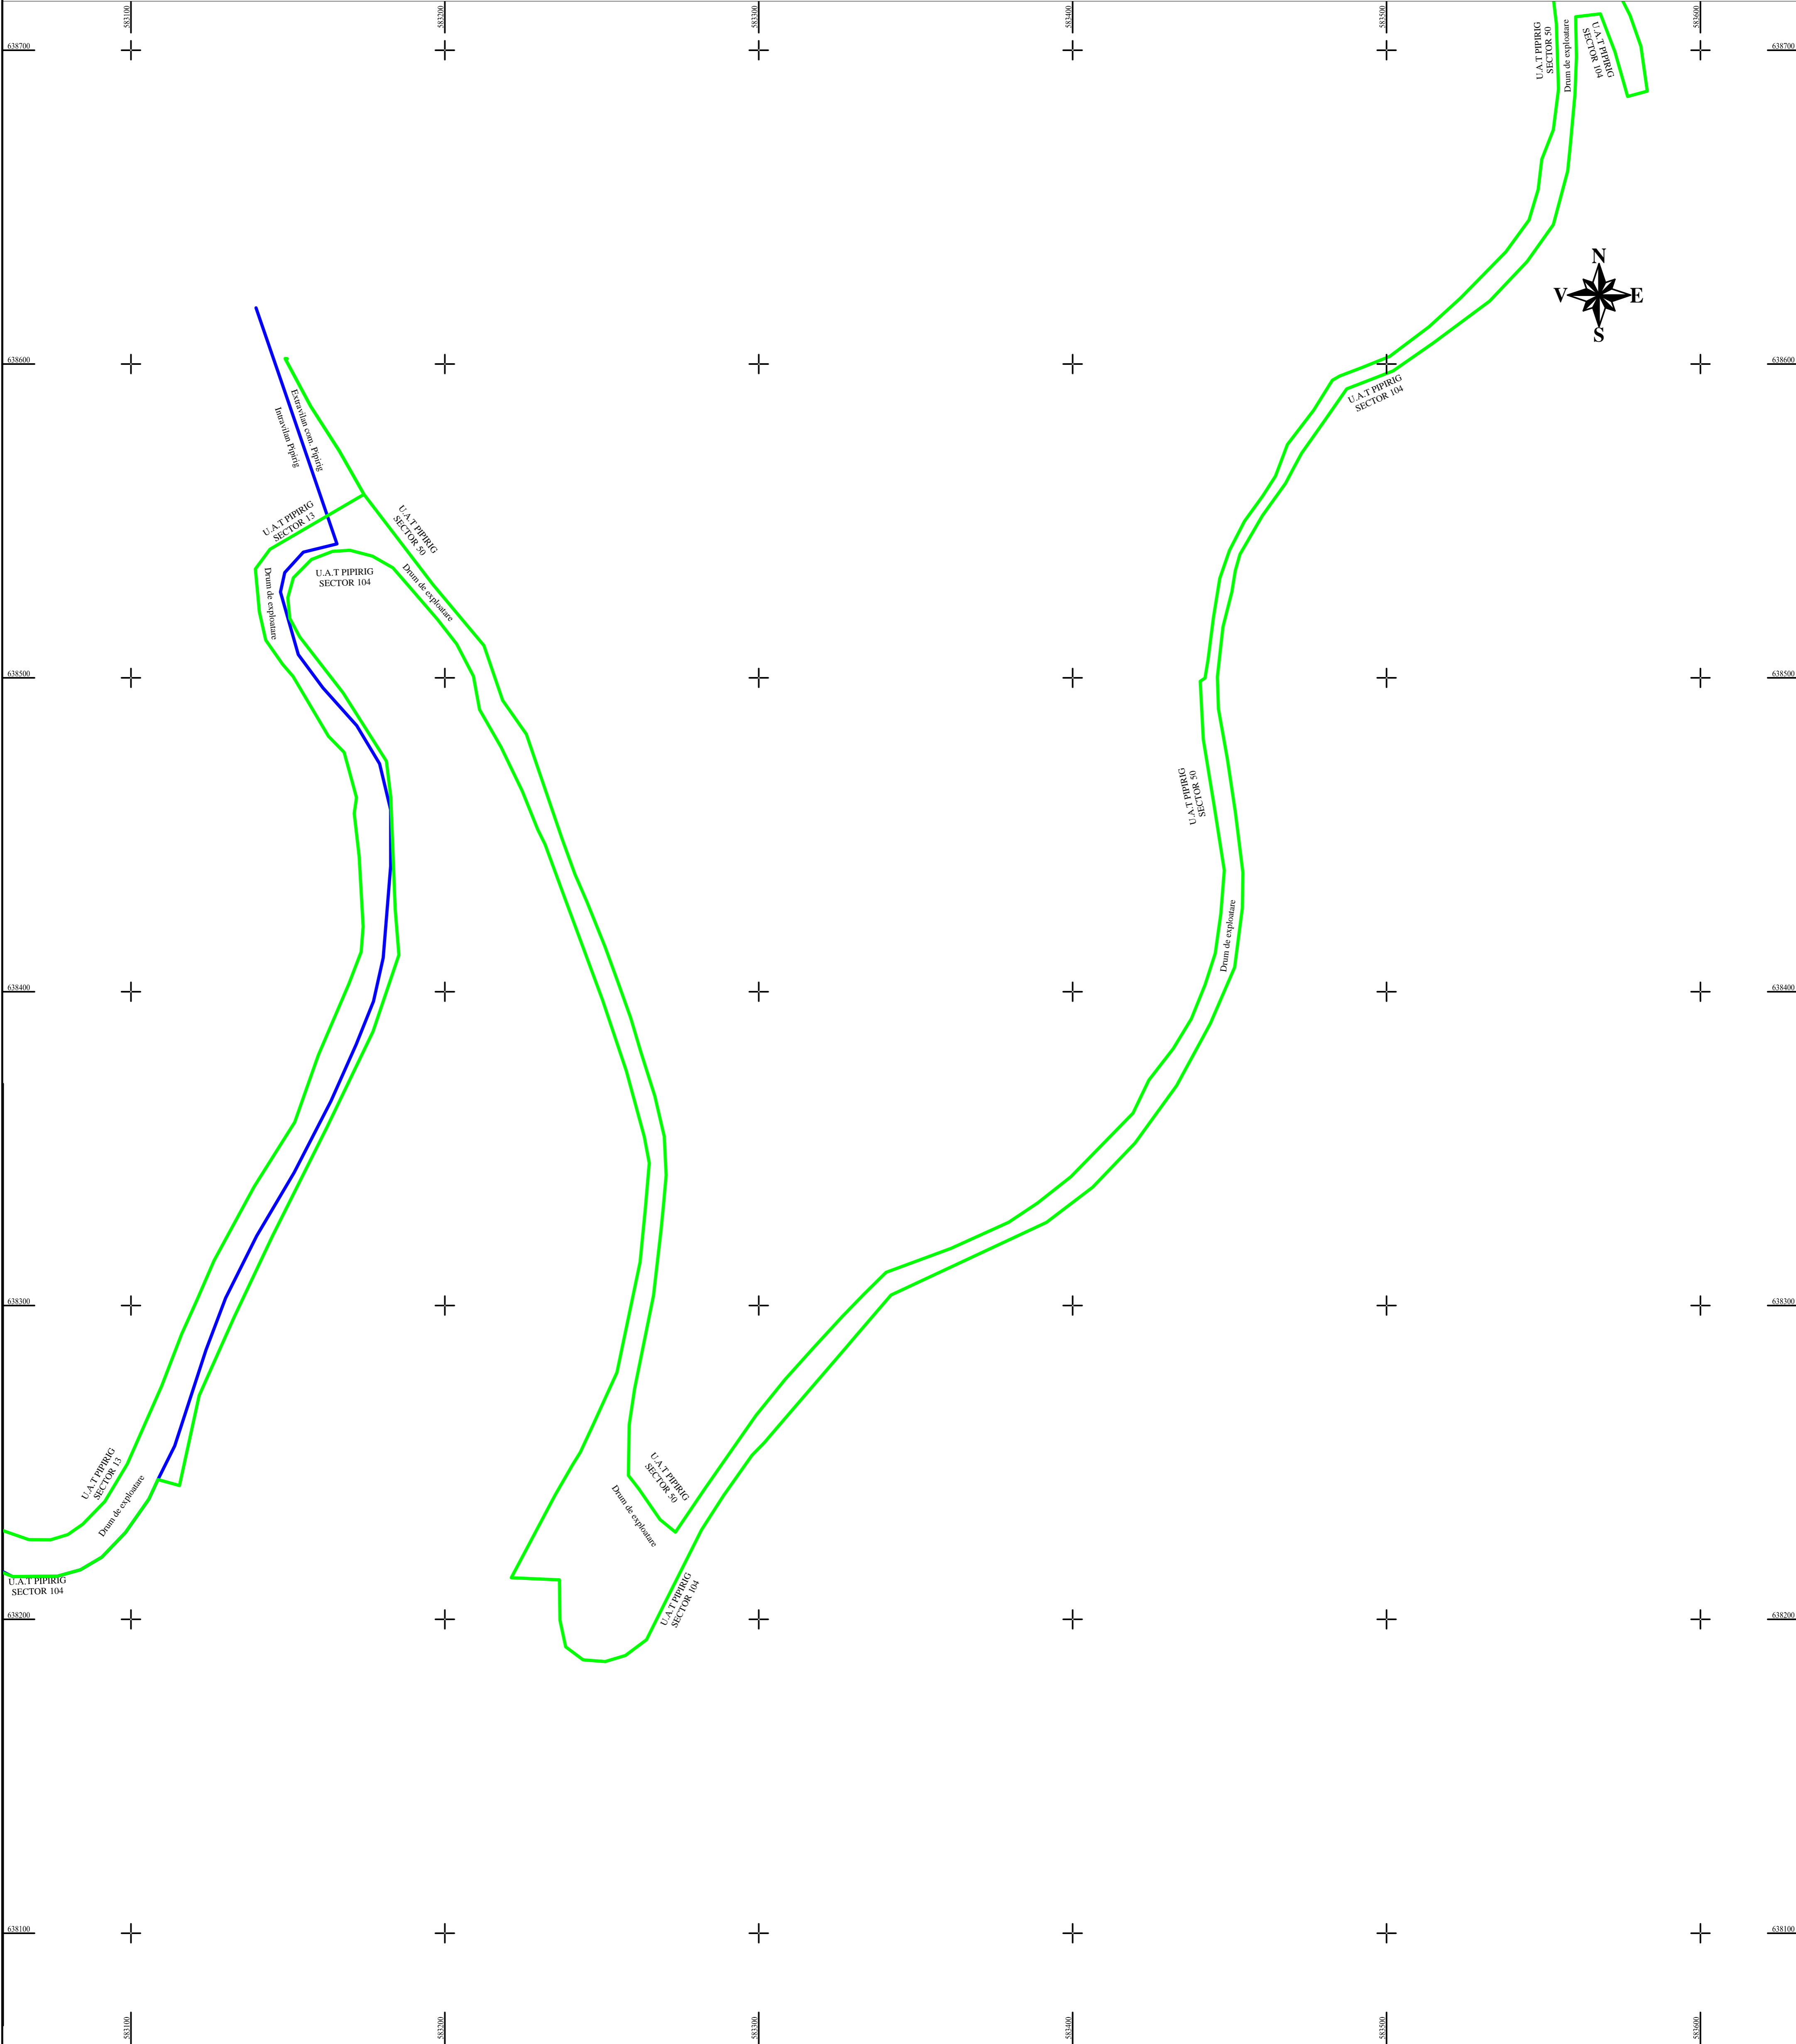 583100
583200
583300
583400
583500
583600
638700
638700
U.A.T PIPIRIG
SECTOR 50
Drum de exploatare
U.A.T PIPIRIG
SECTOR 104
N
V
E
S
638600
638600
U.A.T PIPIRIG
SECTOR 104
Extravilan com. Pipirig
Intravilan Pipirig
U.A.T PIPIRIG
SECTOR 13
U.A.T PIPIRIG
SECTOR 50
Drum de exploatare
U.A.T PIPIRIG
SECTOR 104
Drum de exploatare
638500
638500
U.A.T PIPIRIG
SECTOR 50
Drum de exploatare
638400
638400
638300
638300
U.A.T PIPIRIG
SECTOR 13
Drum de exploatare
U.A.T PIPIRIG
SECTOR 50
Drum de exploatare
U.A.T PIPIRIG
SECTOR 104
U.A.T PIPIRIG
SECTOR 104
638200
638200
638100
638100
583100
583200
583300
583400
583500
583600